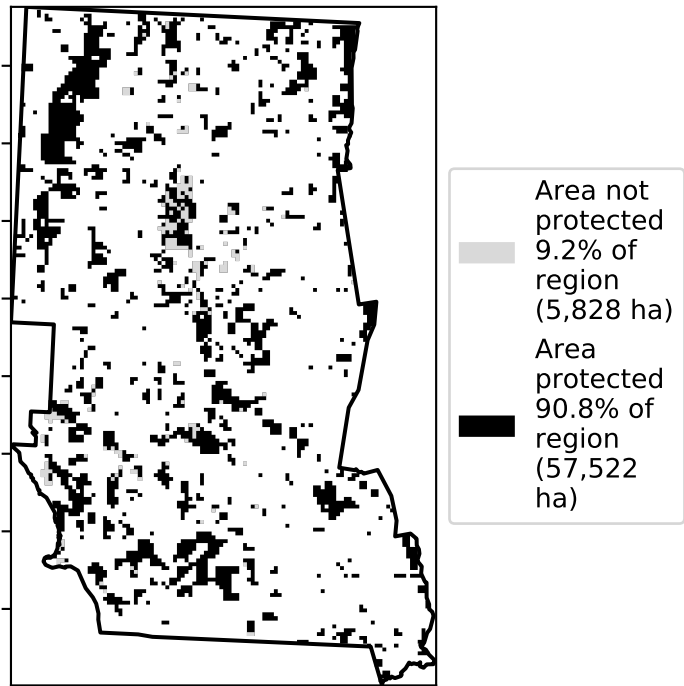 Area not
protected
9.2% of
region
(5,828 ha)
Area
protected
90.8% of
region
(57,522
ha)